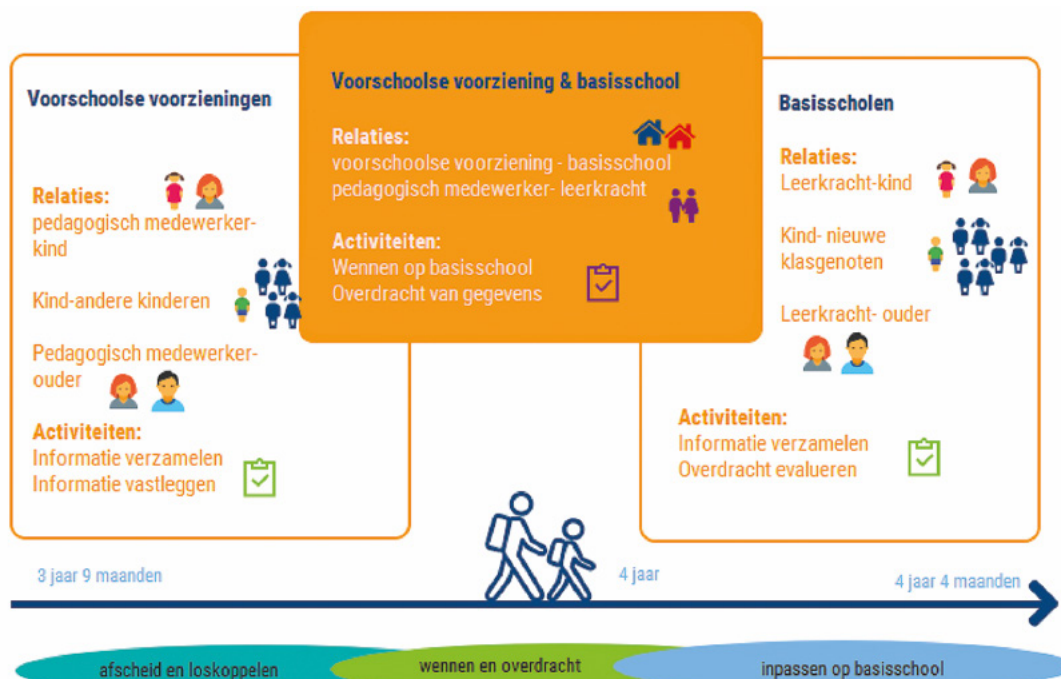 Voorschoolse voorzieningen
Relaties:
pedagogisch medewerker-
kind
Kind-andere kinderen
Pedagogisch medewerker-
ouder
Activiteiten:
Informatie verzamelen
Informatie vastleggen
Voorschoolse voorziening & basisschool
Relaties:
voorschoolse voorziening - basisschool
pedagogisch medewerker- leerkracht
Activiteiten:
Wennen op basisschool
Overdracht van gegevens
Basisscholen
Relaties:
Leerkracht-kind
Kind- nieuwe
klasgenoten
Leerkracht- ouder
Activiteiten:
Informatie verzamelen
Overdracht evalueren
3 jaar 9 maanden
4 jaar
4 jaar 4 maanden
afscheid en loskoppelen
wennen en overdracht
inpassen op basisschool